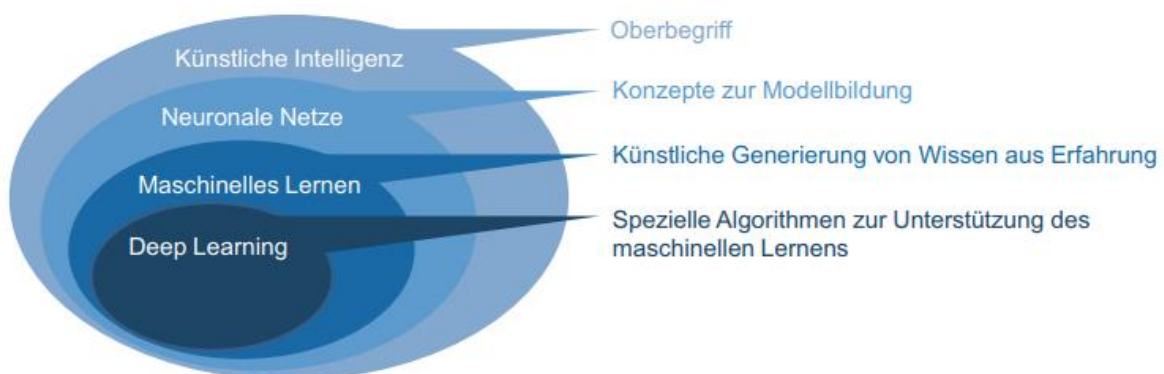 Künstliche Intelligenz
Oberbegriff
Neuronale Netze
Konzepte zur Modellbildung
Maschinelles Lernen
Künstliche Generierung von Wissen aus Erfahrung
Deep Learning
Spezielle Algorithmen zur Unterstützung des
maschinellen Lernens